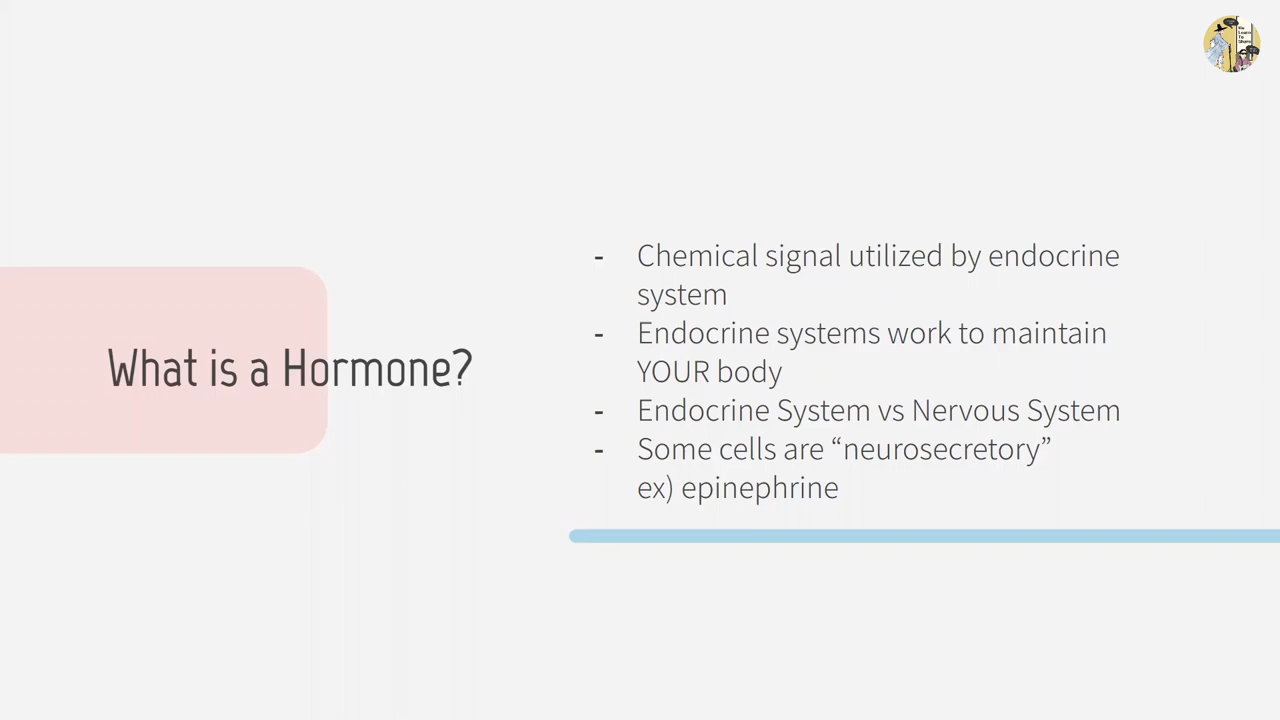 What is a Hormone?
- Chemical signal utilized by endocrine
system
- Endocrine systems work to maintain
YOUR body
- Endocrine System vs Nervous System
- Some cells are “neurosecretory”
ex) epinephrine